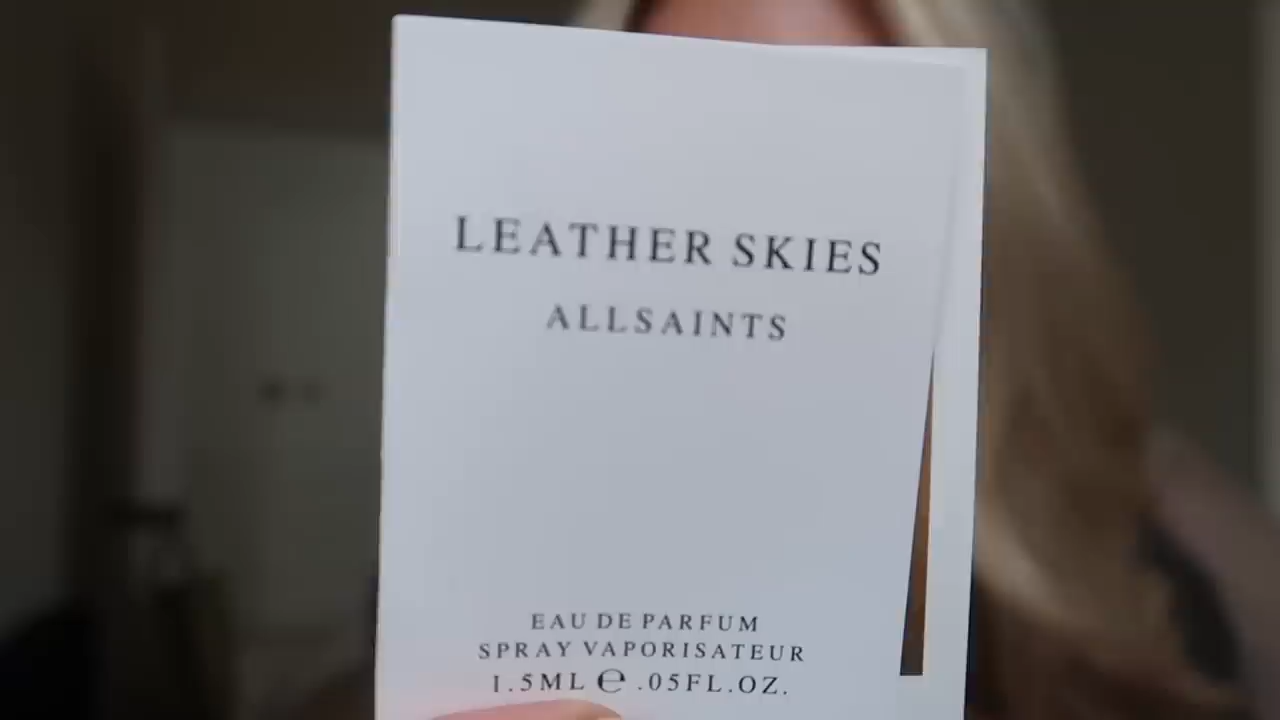 LEATHER SKIES
ALLSAINTS
EAU DE PARFUM
SPRAY VAPORISATEUR
1.5ML ℮ .05FL.OZ.